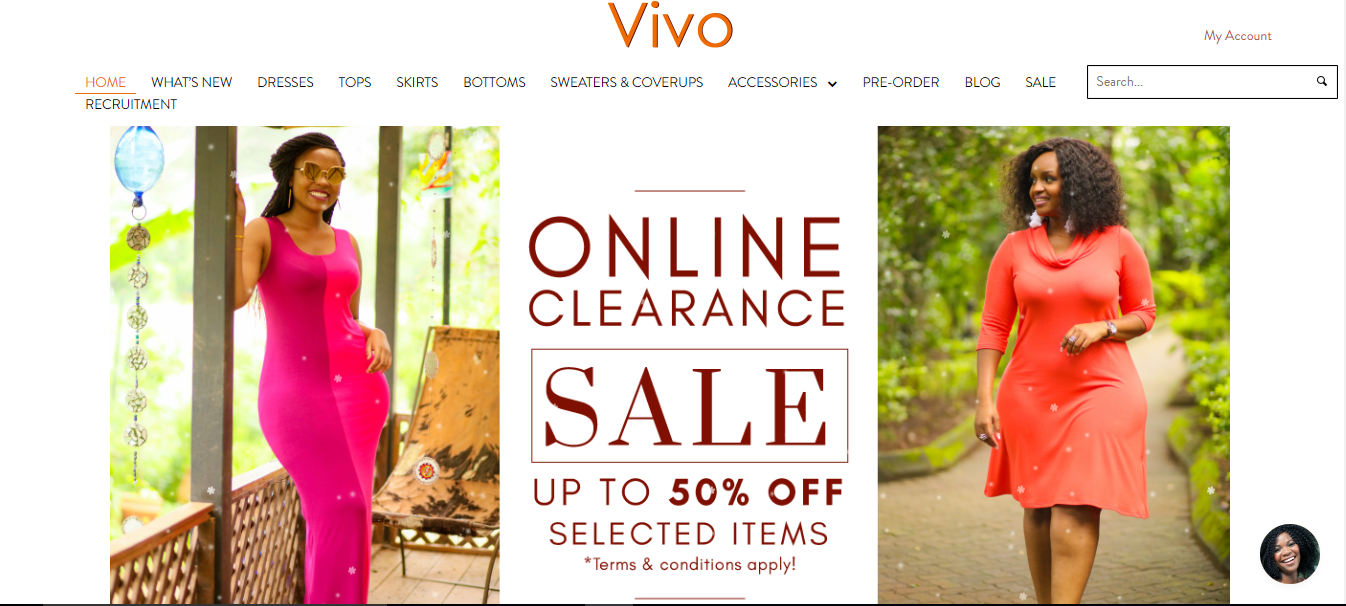 Vivo
My Account
HOME WHAT'S NEW DRESSES TOPS SKIRTS BOTTOMS SWEATERS & COVERUPS ACCESSORIES PRE-ORDER BLOG SALE Search...
RECRUITMENT
ONLINE
CLEARANCE
SALE
UP TO 50% OFF
SELECTED ITEMS
*Terms & conditions apply!